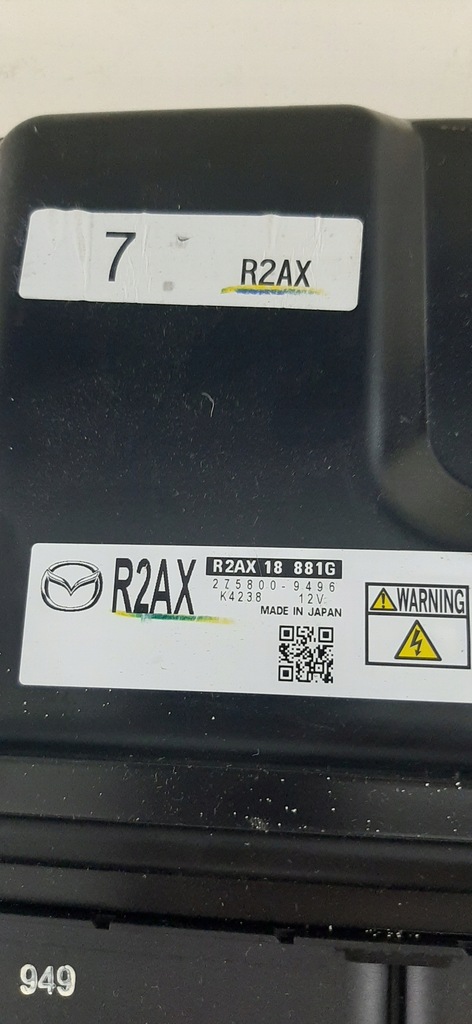 7 R2AX
R2AX R2AX 18 881G
275800-9496
K4238 12V
MADE IN JAPAN
WARNING
949